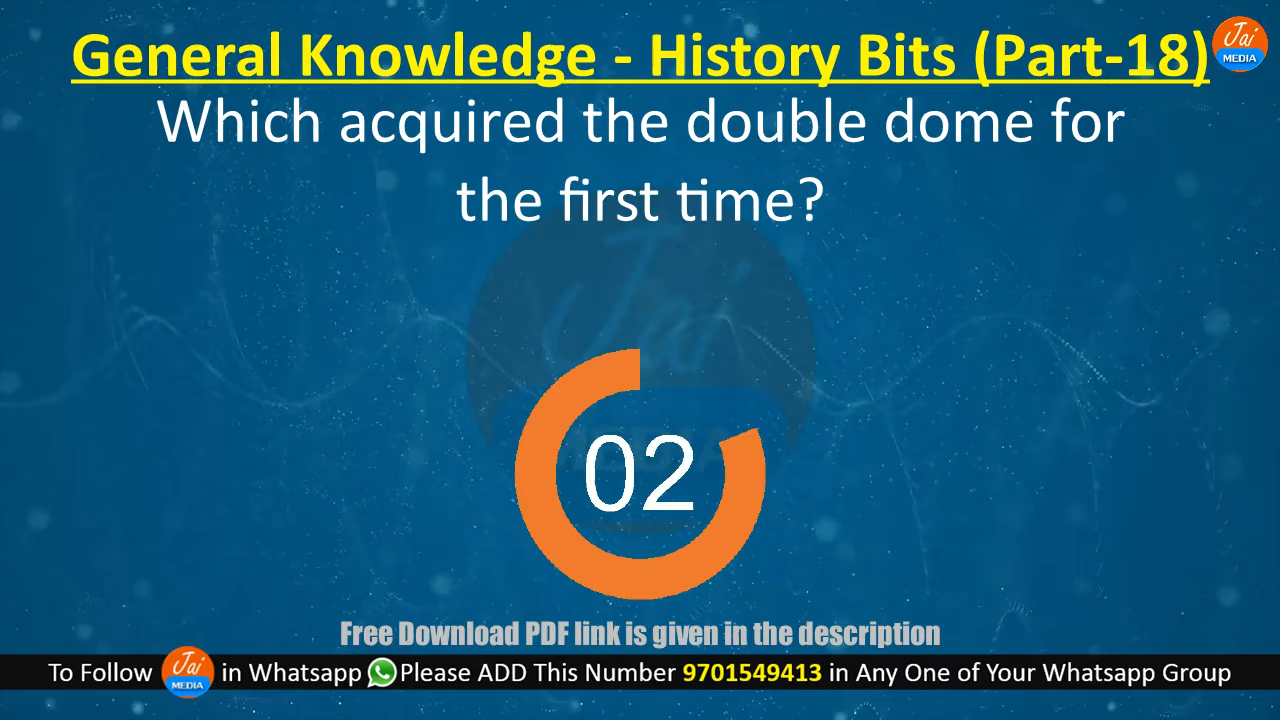 General Knowledge - History Bits (Part-18)
Jai
MEDIA
Which acquired the double dome for
the first time?
Jai
02
Free Download PDF link is given in the description
To Follow Jai MEDIA in Whatsapp Please ADD This Number 9701549413 in Any One of Your Whatsapp Group